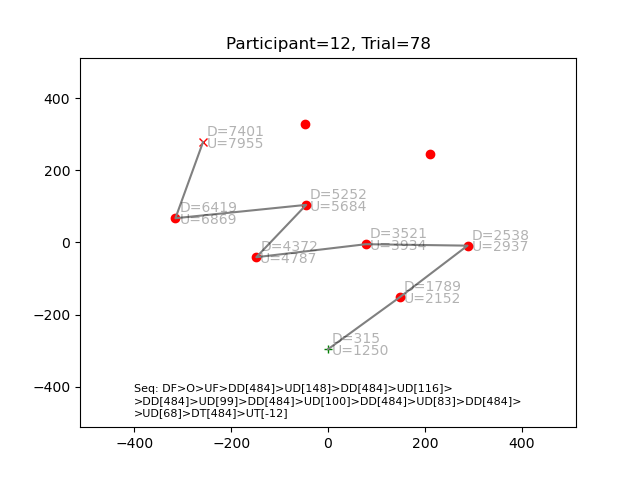 Participant=12, Trial=78
400
200
0
−200
−400
D=7401
U=7955
D=5252
U=5684
D=6419
U=6869
D=3521
U=3934
D=2538
U=2937
D=4372
U=4787
D=1789
U=2152
D=315
U=1250
Seq: DF>O>UF>DD[484]>UD[148]>DD[484]>UD[116]>
>DD[484]>UD[99]>DD[484]>UD[100]>DD[484]>UD[83]>DD[484]>
>UD[68]>DT[484]>UT[-12]
−400 −200 0 200 400